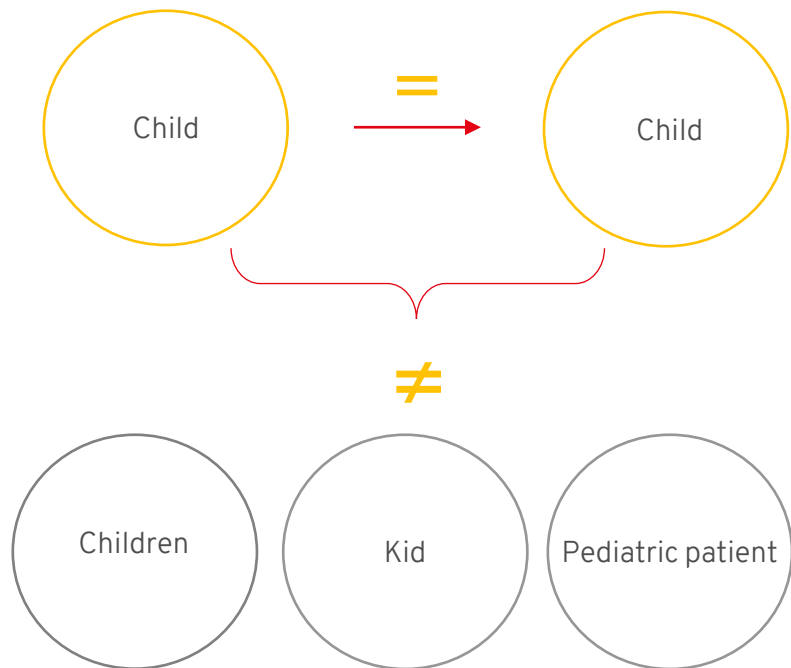 =
Child
Child
≠
Children
Kid
Pediatric patient